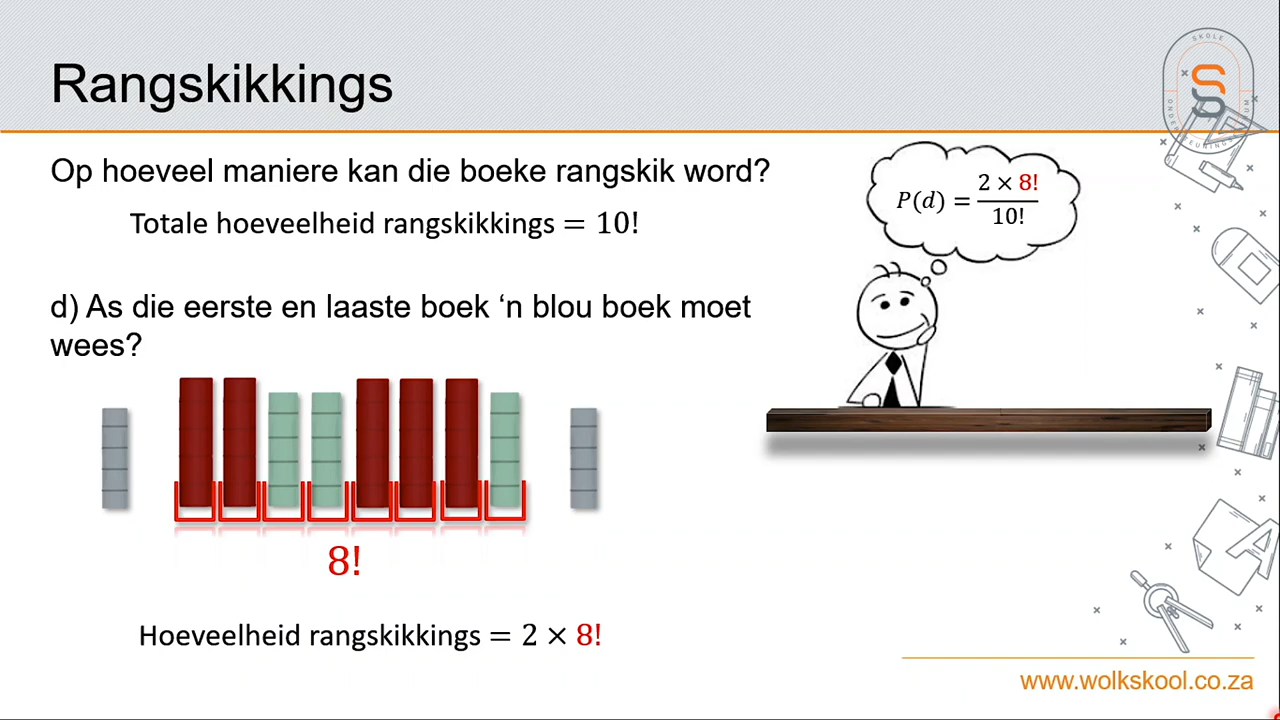 Rangskikkings
SKOLE
Op hoeveel maniere kan die boeke rangskik word?
Totale hoeveelheid rangskikkings = 10!
P(d) = 2 × 8! / 10!
d) As die eerste en laaste boek ‘n blou boek moet
wees?
8!
Hoeveelheid rangskikkings = 2 × 8!
www.wolkskool.co.za